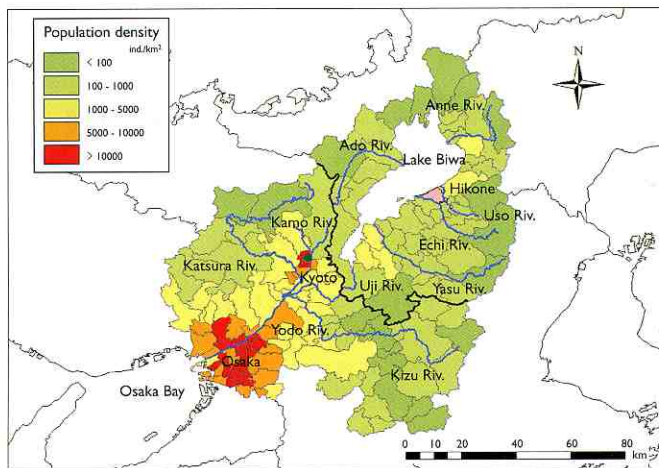 Population density
ind./km²
< 100
100 - 1000
1000 - 5000
5000 - 10000
> 10000
N
Anne Riv.
Ado Riv.
Lake Biwa
Hikone
Uso Riv.
Kamo Riv.
Echi Riv.
Katsura Riv.
Kyoto
Uji Riv.
Yasu Riv.
Yodo Riv.
Osaka
Kizu Riv.
Osaka Bay
0 20 40 60 80
km